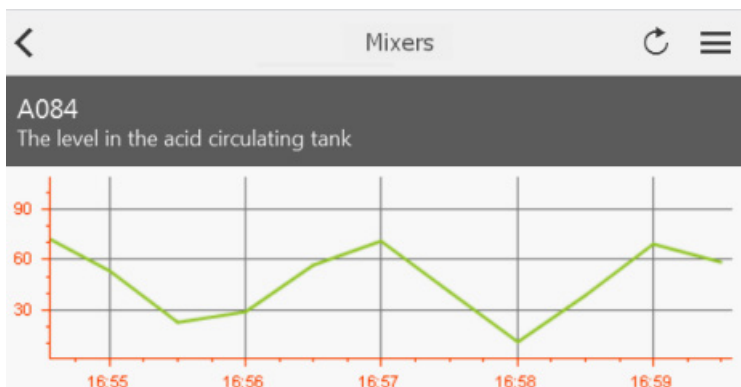 Mixers
A084
The level in the acid circulating tank
90
60
30
16:55 16:56 16:57 16:58 16:59